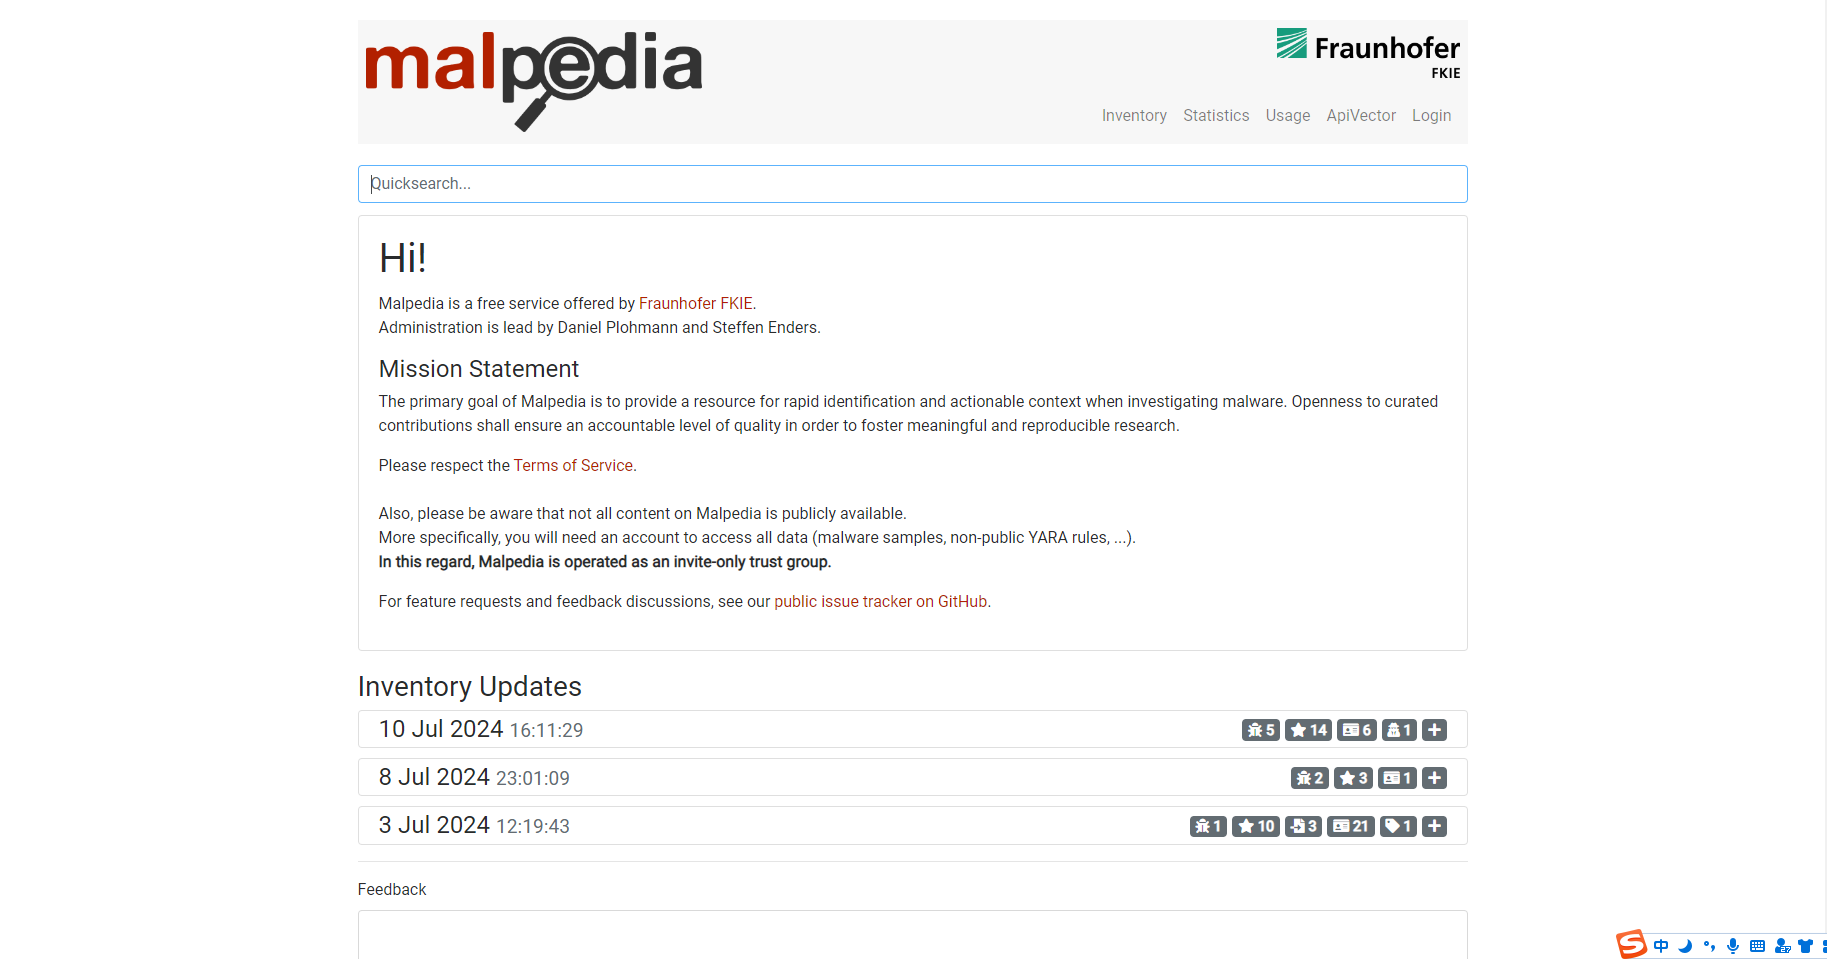 malpedia
Fraunhofer
FKIE
Inventory Statistics Usage ApiVector Login
Quicksearch...
Hi!
Malpedia is a free service offered by Fraunhofer FKIE.
Administration is lead by Daniel Plohmann and Steffen Enders.
Mission Statement
The primary goal of Malpedia is to provide a resource for rapid identification and actionable context when investigating malware. Openness to curated
contributions shall ensure an accountable level of quality in order to foster meaningful and reproducible research.
Please respect the Terms of Service.
Also, please be aware that not all content on Malpedia is publicly available.
More specifically, you will need an account to access all data (malware samples, non-public YARA rules, ...).
In this regard, Malpedia is operated as an invite-only trust group.
For feature requests and feedback discussions, see our public issue tracker on GitHub.
Inventory Updates
10 Jul 2024 16:11:29 5 14 6 1 +
8 Jul 2024 23:01:09 2 3 1 +
3 Jul 2024 12:19:43 1 10 3 21 1 +
Feedback
S 中